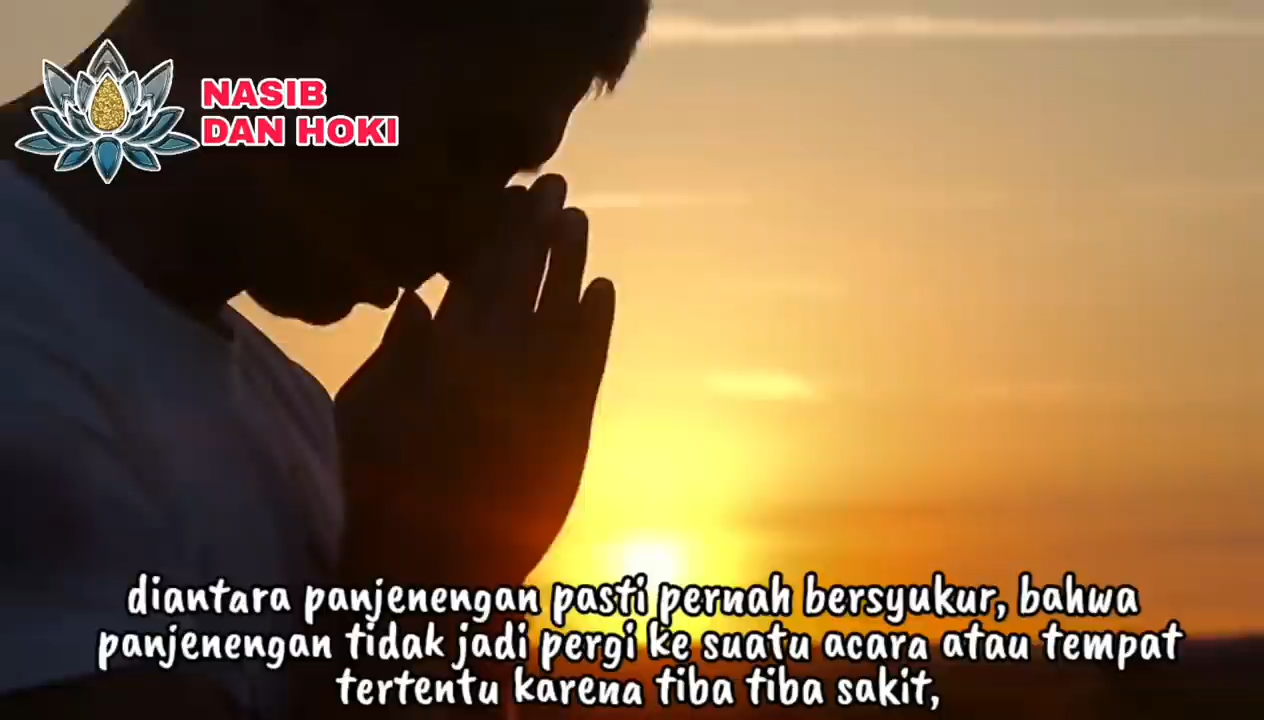 NASIB
DAN HOKI
diantara panjenengan pasti pernah bersyukur, bahwa
panjenengan tidak jadi pergi ke suatu acara atau tempat
tertentu karena tiba tiba sakit,